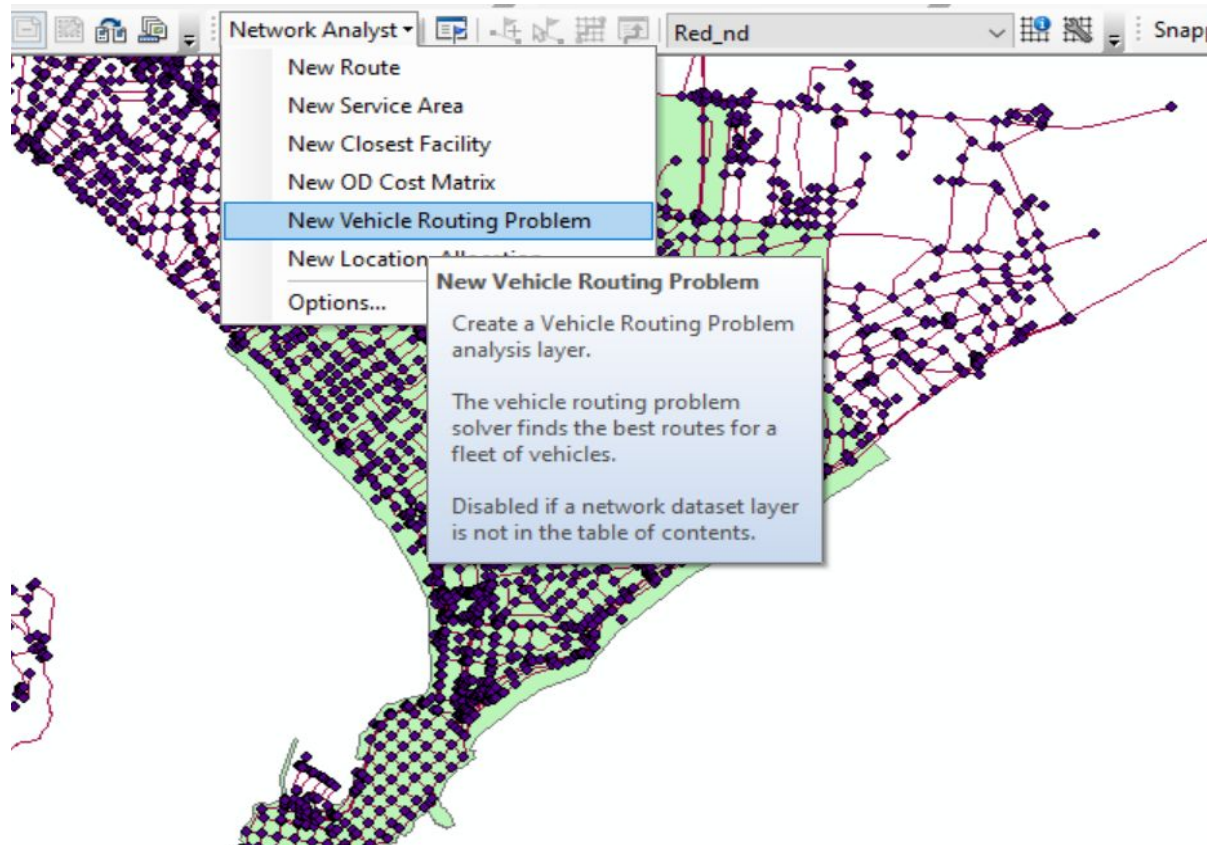 Network Analyst
Red_nd
New Route
New Service Area
New Closest Facility
New OD Cost Matrix
New Vehicle Routing Problem
New Location
Options...
New Vehicle Routing Problem
Create a Vehicle Routing Problem
analysis layer.
The vehicle routing problem
solver finds the best routes for a
fleet of vehicles.
Disabled if a network dataset layer
is not in the table of contents.